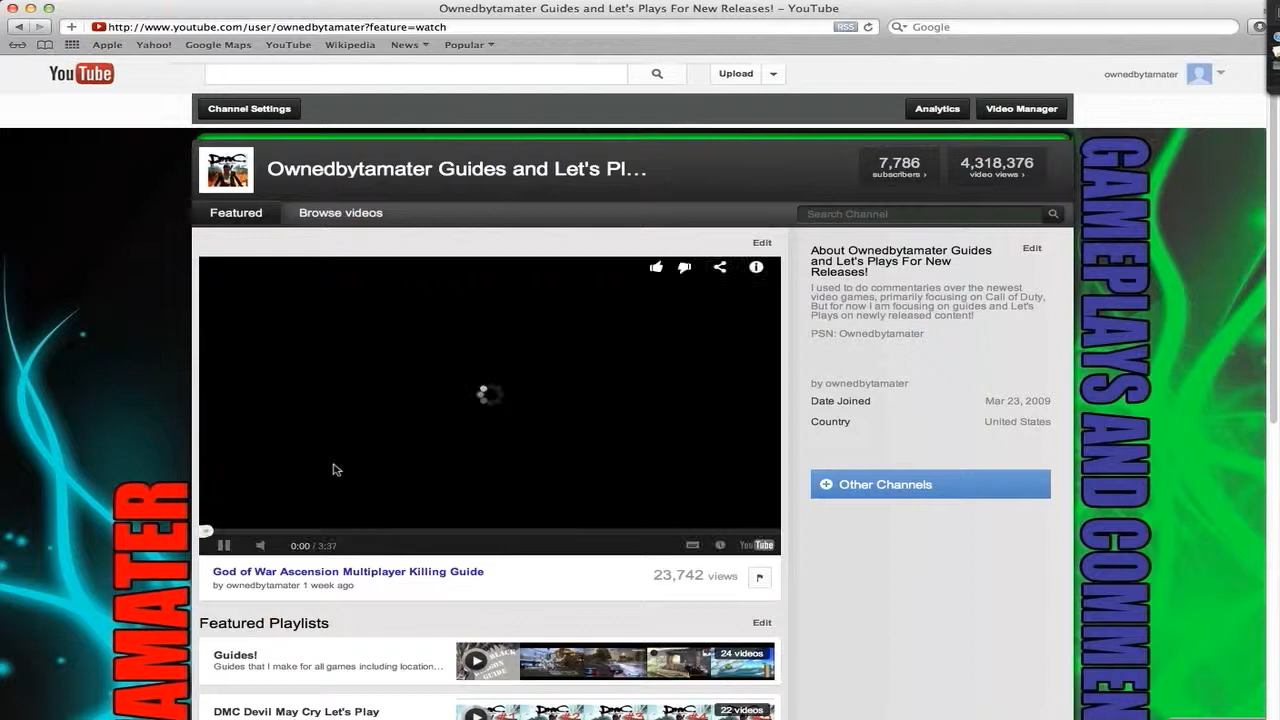 Ownedbytamater Guides and Let's Plays For New Releases! – YouTube
http://www.youtube.com/user/ownedbytamater?feature=watch
RSS
Google
Apple Yahoo! Google Maps YouTube Wikipedia News Popular
YouTube
Upload
ownedbytamater
Channel Settings
Analytics
Video Manager
DMC
Ownedbytamater Guides and Let's Pl...
7,786
subscribers ›
4,318,376
video views ›
Featured
Browse videos
Search Channel
Edit
About Ownedbytamater Guides
and Let's Plays For New
Releases!
Edit
I used to do commentaries over the newest
video games, primarily focusing on Call of Duty,
But for now I am focusing on guides and Let's
Plays on newly released content!
PSN: Ownedbytamater
by ownedbytamater
Date Joined Mar 23, 2009
Country United States
Other Channels
0:00 / 3:37
YouTube
God of War Ascension Multiplayer Killing Guide
by ownedbytamater 1 week ago
23,742 views
Featured Playlists
Edit
Guides!
Guides that I make for all games including location...
24 videos
DMC Devil May Cry Let's Play
22 videos
AMATER
GAMEPLAYS AND COMMEN